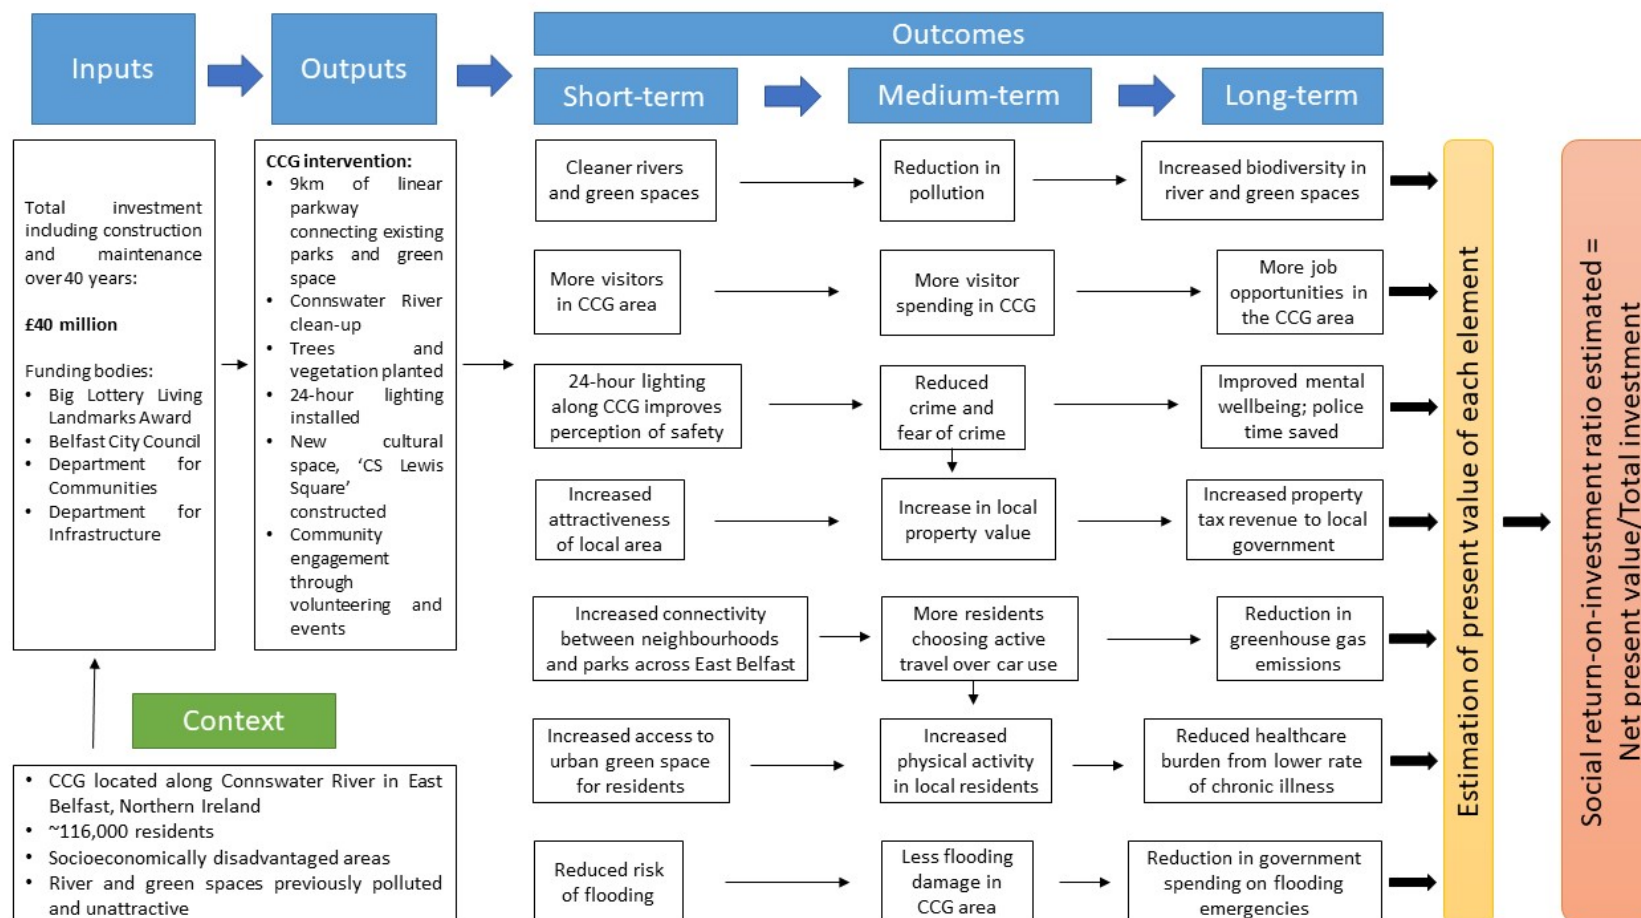 Inputs
Outputs
Outcomes
Short-term
Medium-term
Long-term
Total investment
including construction
and maintenance
over 40 years:
£40 million
Funding bodies:
• Big Lottery Living
Landmarks Award
• Belfast City Council
• Department for
Communities
• Department for
Infrastructure
CCG intervention:
• 9km of linear
parkway
connecting existing
parks and green
space
• Connswater River
clean-up
• Trees and
vegetation planted
• 24-hour lighting
installed
• New cultural
space, ‘CS Lewis
Square’
constructed
• Community
engagement
through
volunteering and
events
Cleaner rivers
and green spaces
Reduction in
pollution
Increased biodiversity in
river and green spaces
More visitors
in CCG area
More visitor
spending in CCG
More job
opportunities in
the CCG area
24-hour lighting
along CCG improves
perception of safety
Reduced
crime and
fear of crime
Improved mental
wellbeing; police
time saved
Increased
attractiveness
of local area
Increase in local
property value
Increased property
tax revenue to local
government
Increased connectivity
between neighbourhoods
and parks across East Belfast
More residents
choosing active
travel over car use
Reduction in
greenhouse gas
emissions
Increased access to
urban green space
for residents
Increased
physical activity
in local residents
Reduced healthcare
burden from lower rate
of chronic illness
Reduced risk
of flooding
Less flooding
damage in
CCG area
Reduction in government
spending on flooding
emergencies
Context
• CCG located along Connswater River in East
Belfast, Northern Ireland
• ~116,000 residents
• Socioeconomically disadvantaged areas
• River and green spaces previously polluted
and unattractive
Estimation of present value of each element
Social return-on-investment ratio estimated =
Net present value/Total investment